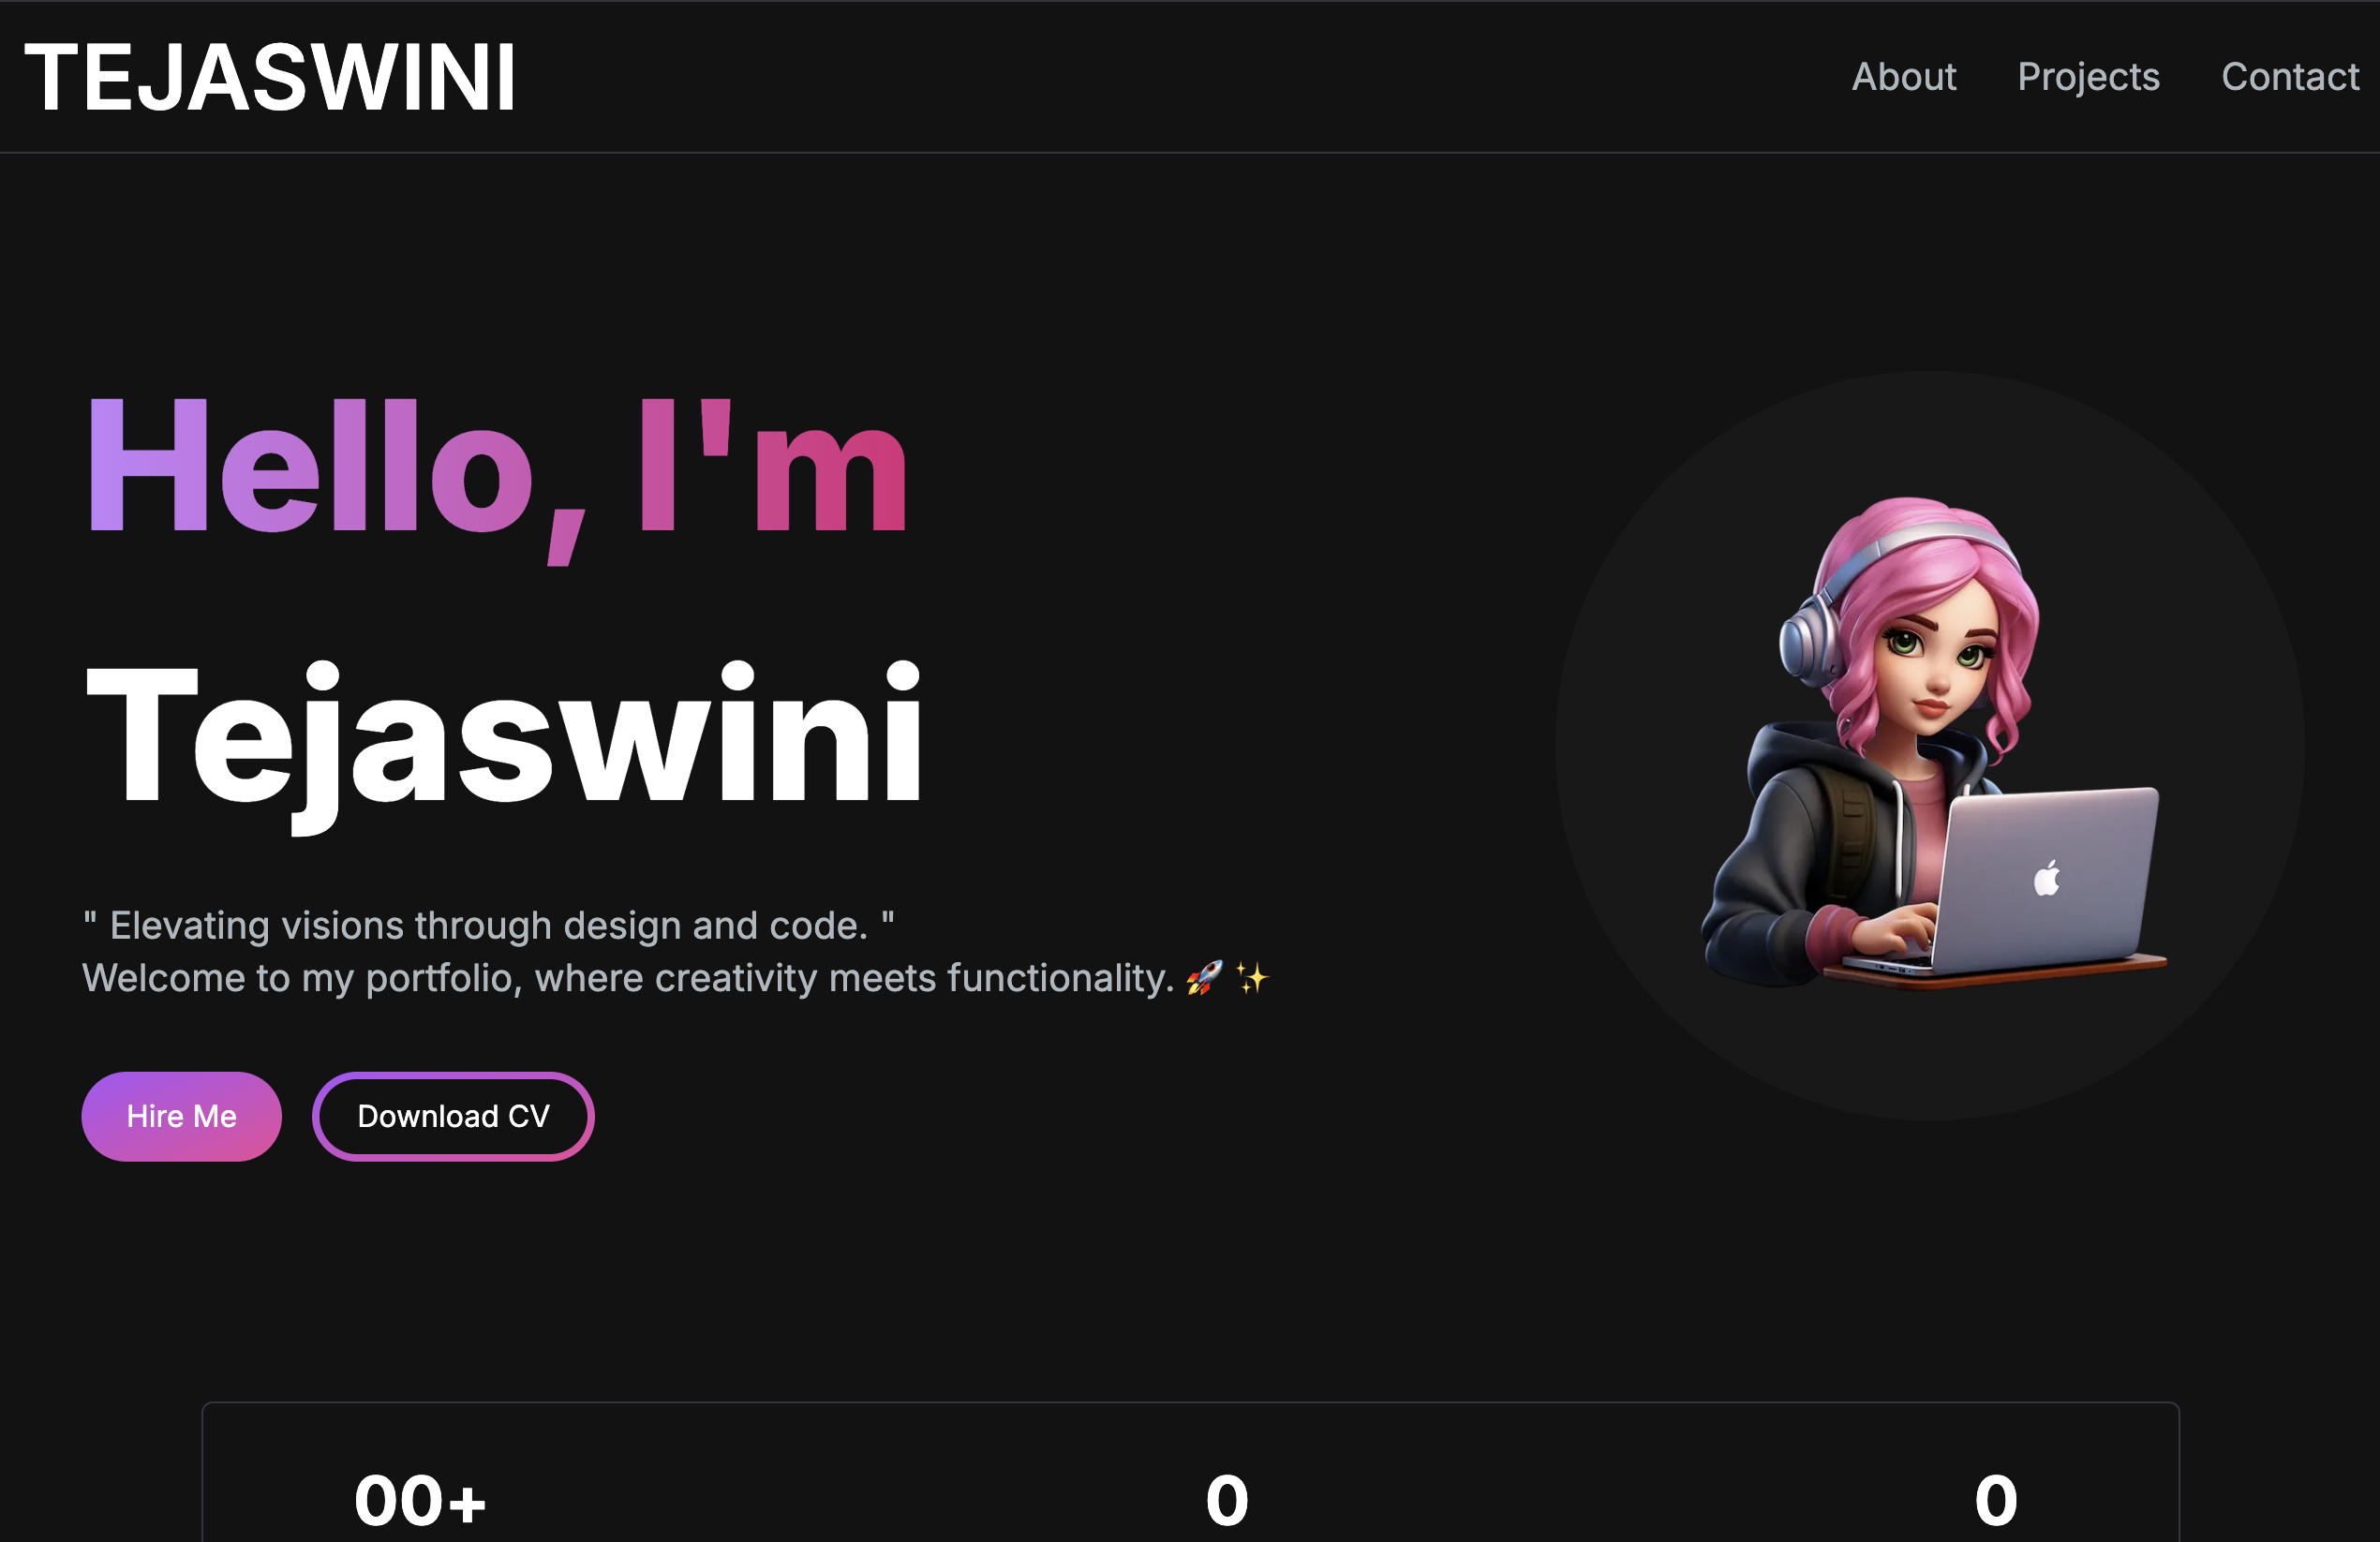 TEJASWINI
About Projects Contact
Hello, I'm
Tejaswini
" Elevating visions through design and code. "
Welcome to my portfolio, where creativity meets functionality. 🚀 ✨
Hire Me Download CV
00+ 0 0